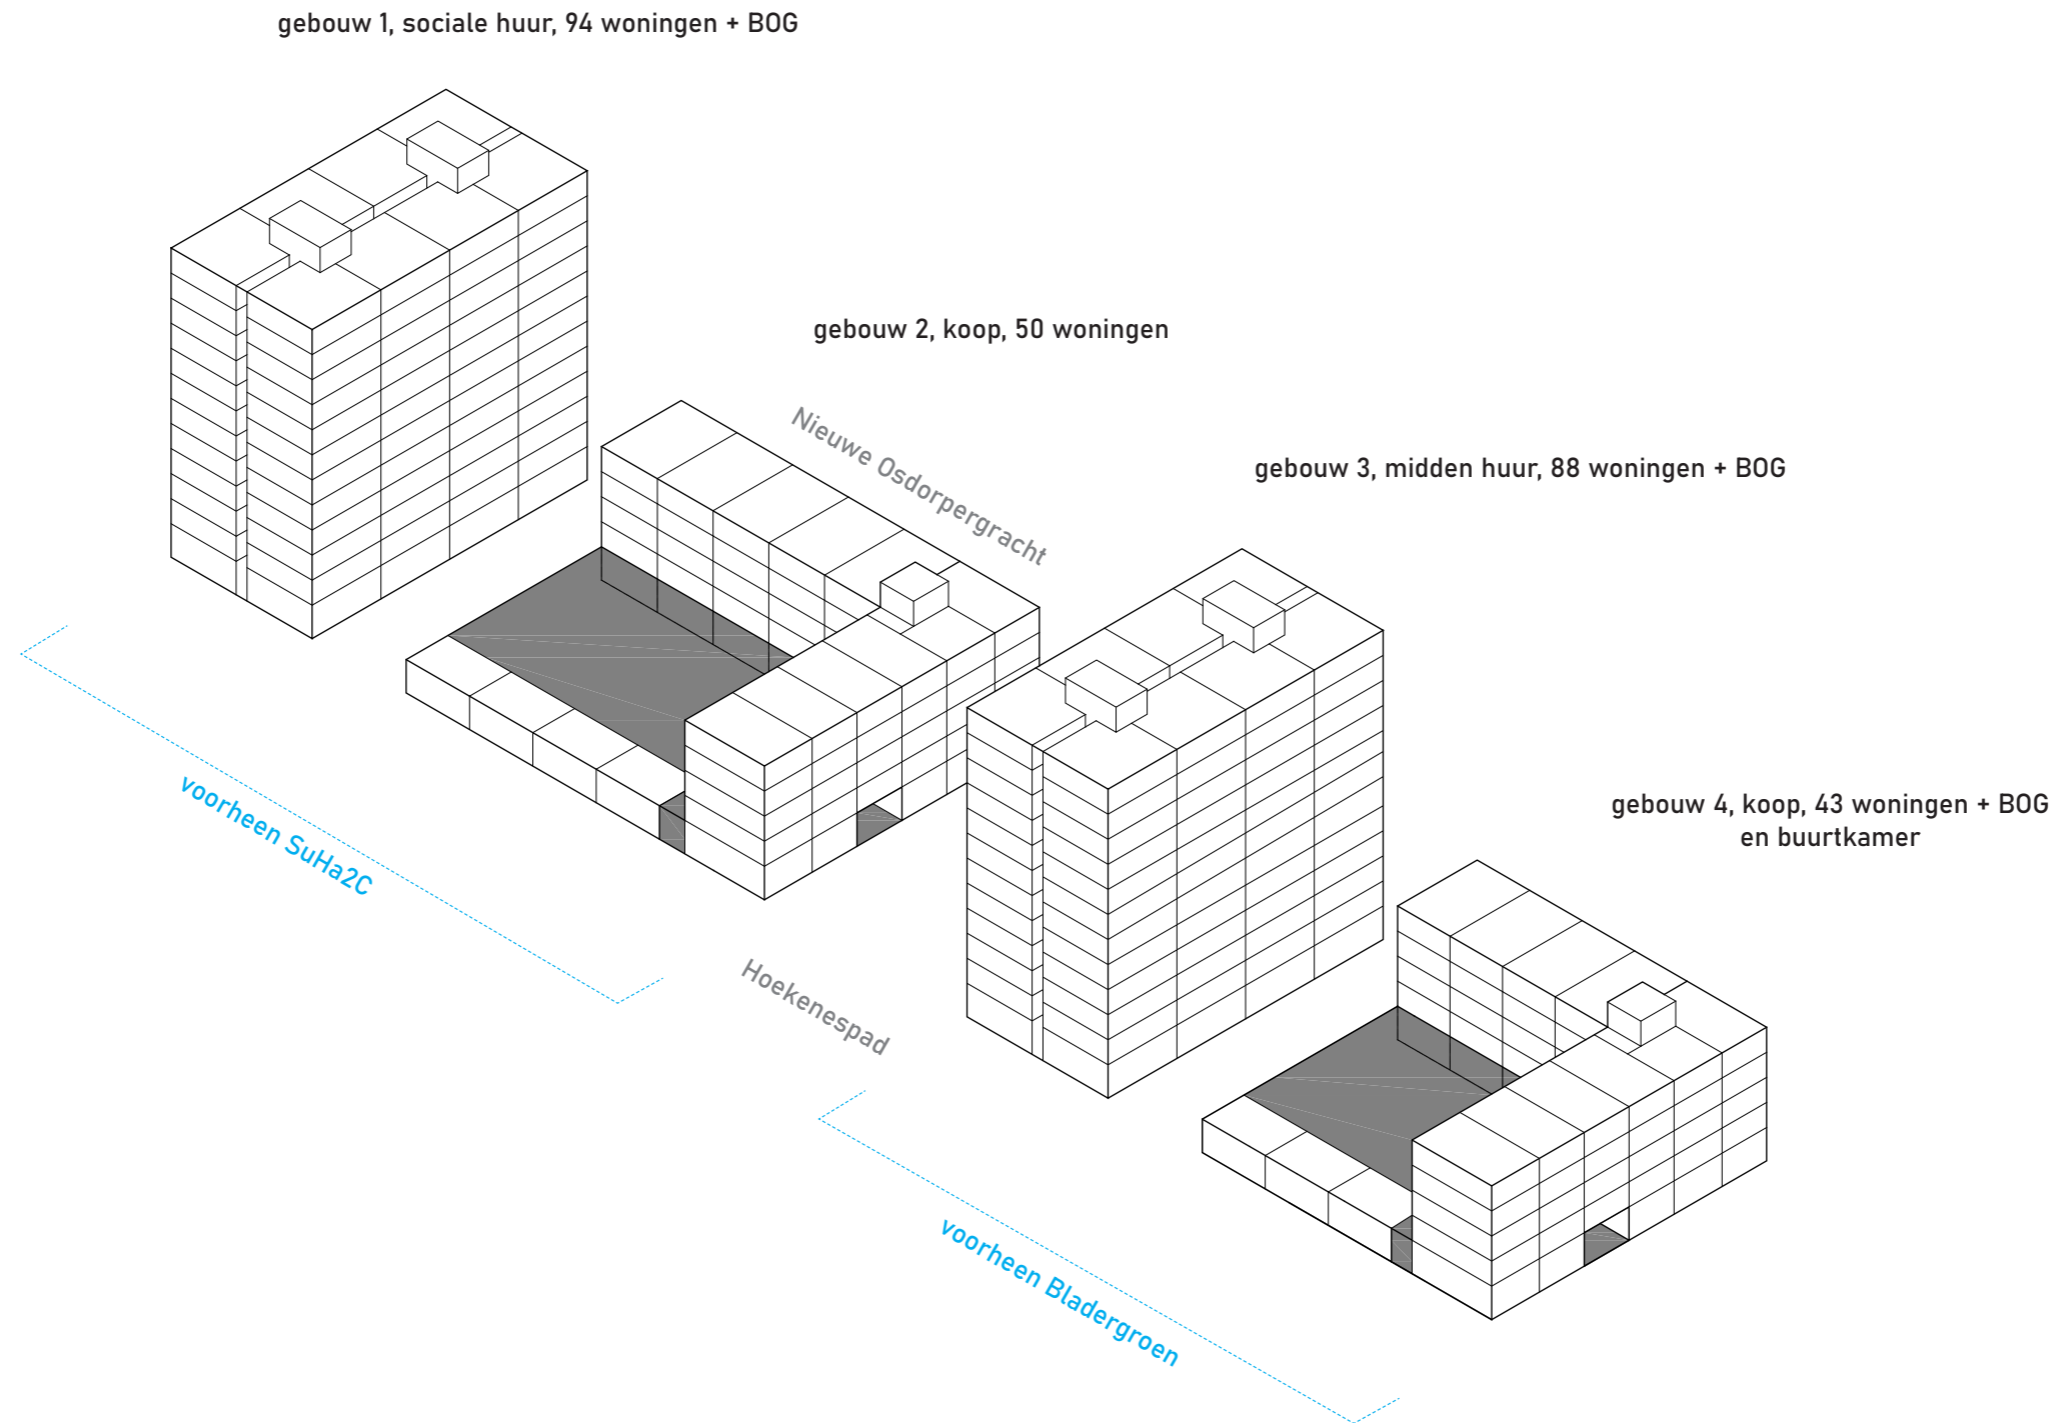 gebouw 1, sociale huur, 94 woningen + BOG
gebouw 2, koop, 50 woningen
Nieuwe Osdorpergracht
gebouw 3, midden huur, 88 woningen + BOG
gebouw 4, koop, 43 woningen + BOG
en buurtkamer
voorheen SuHa2C
Hoekenespad
voorheen Bladergroen